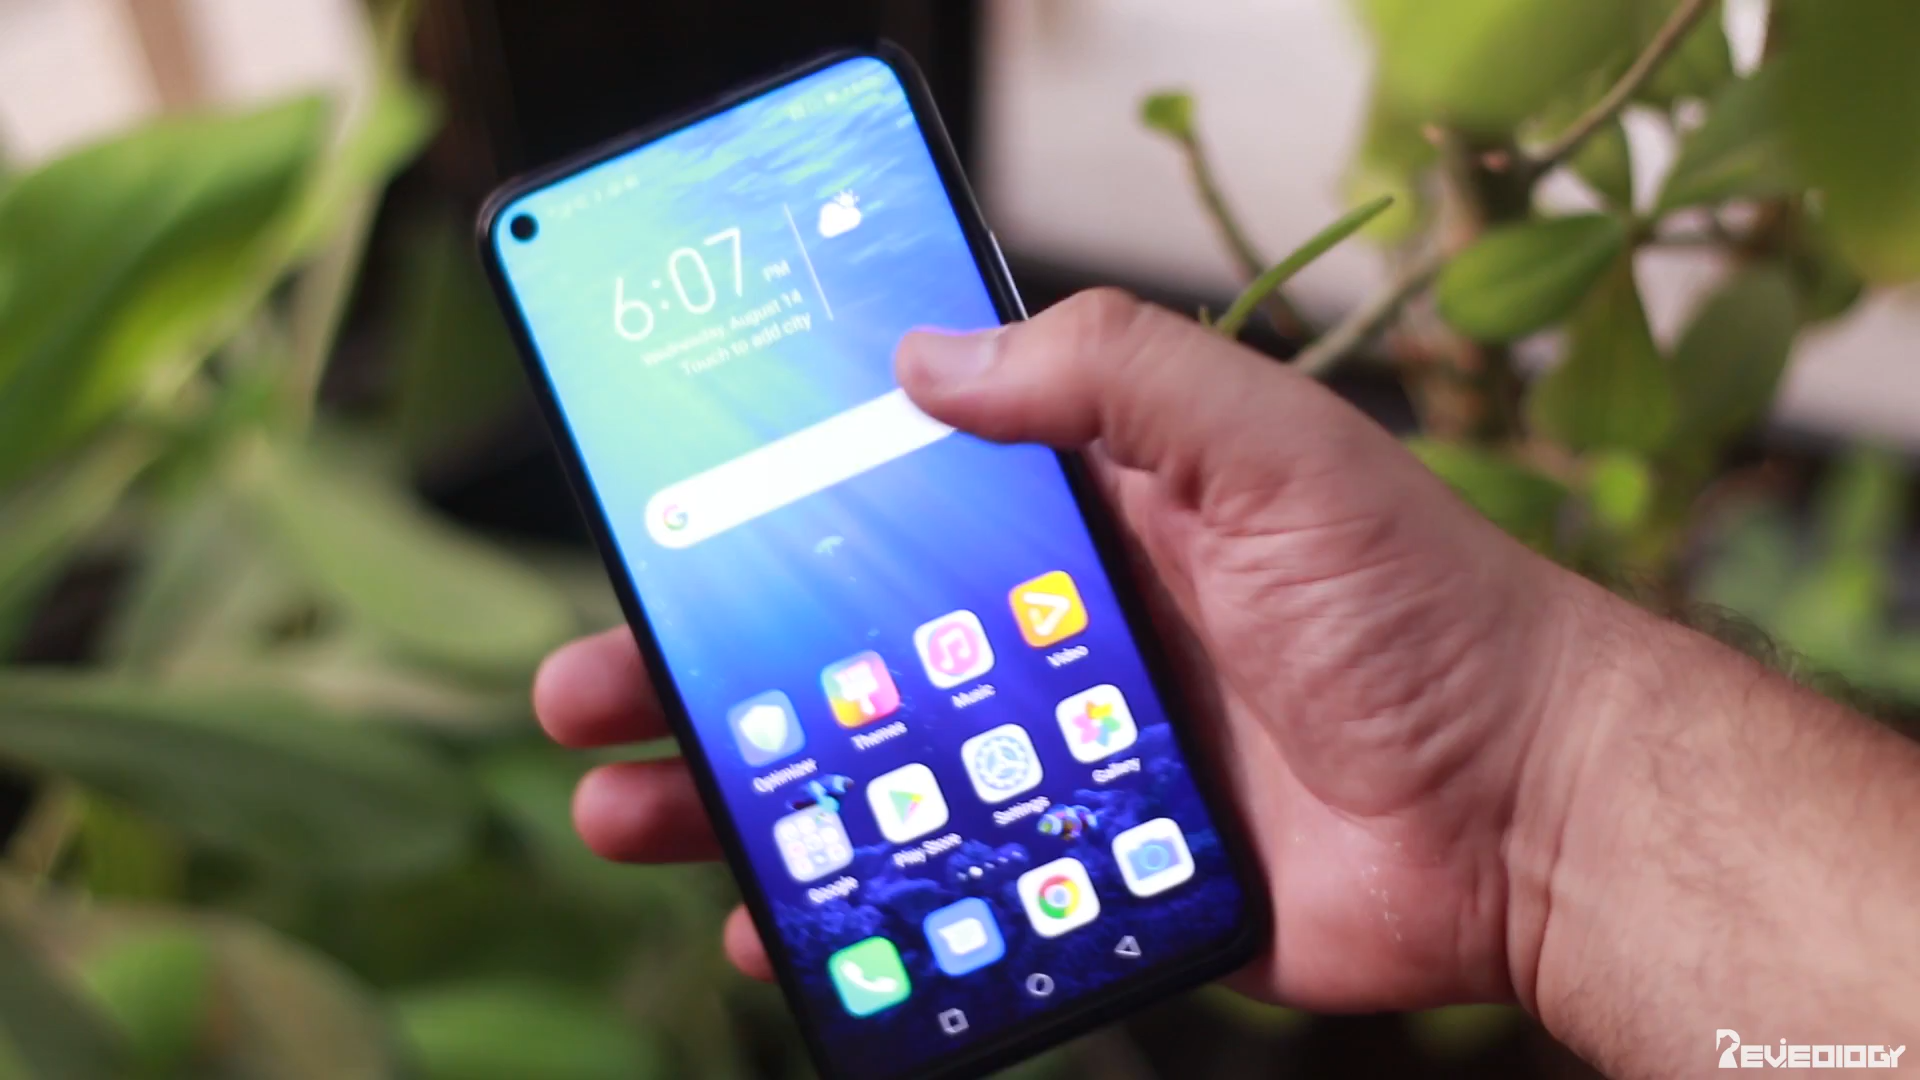 6:07 PM
Wednesday, August 14
Touch to add city
G
Optimizer
Themes
Music
Video
Google
Play Store
Settings
Gallery
REVIEOLOGY